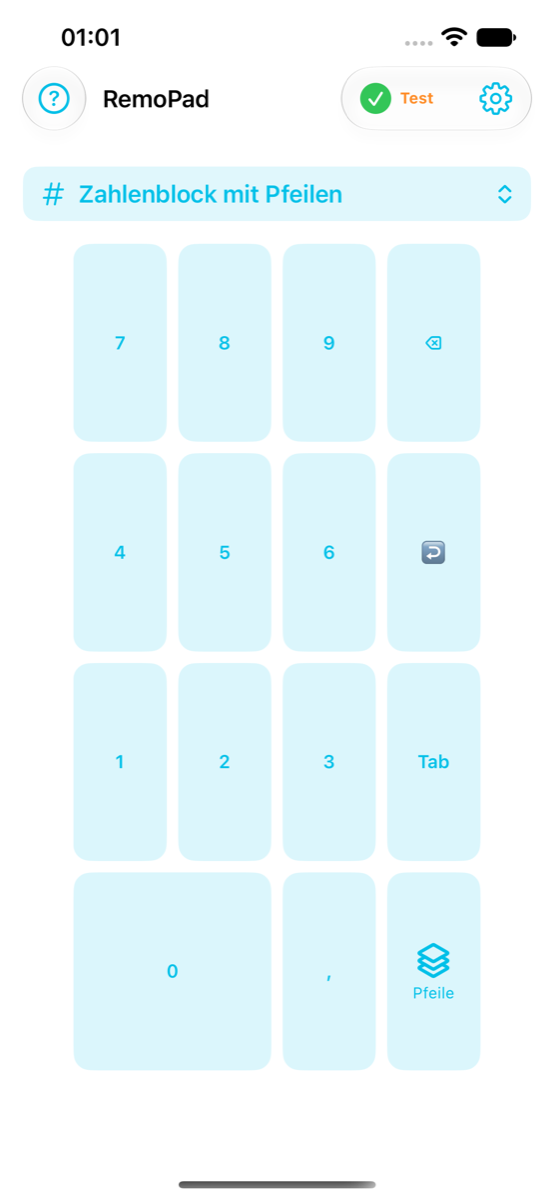 01:01
RemoPad
Test
# Zahlenblock mit Pfeilen
7 8 9
4 5 6
1 2 3 Tab
0 , Pfeile